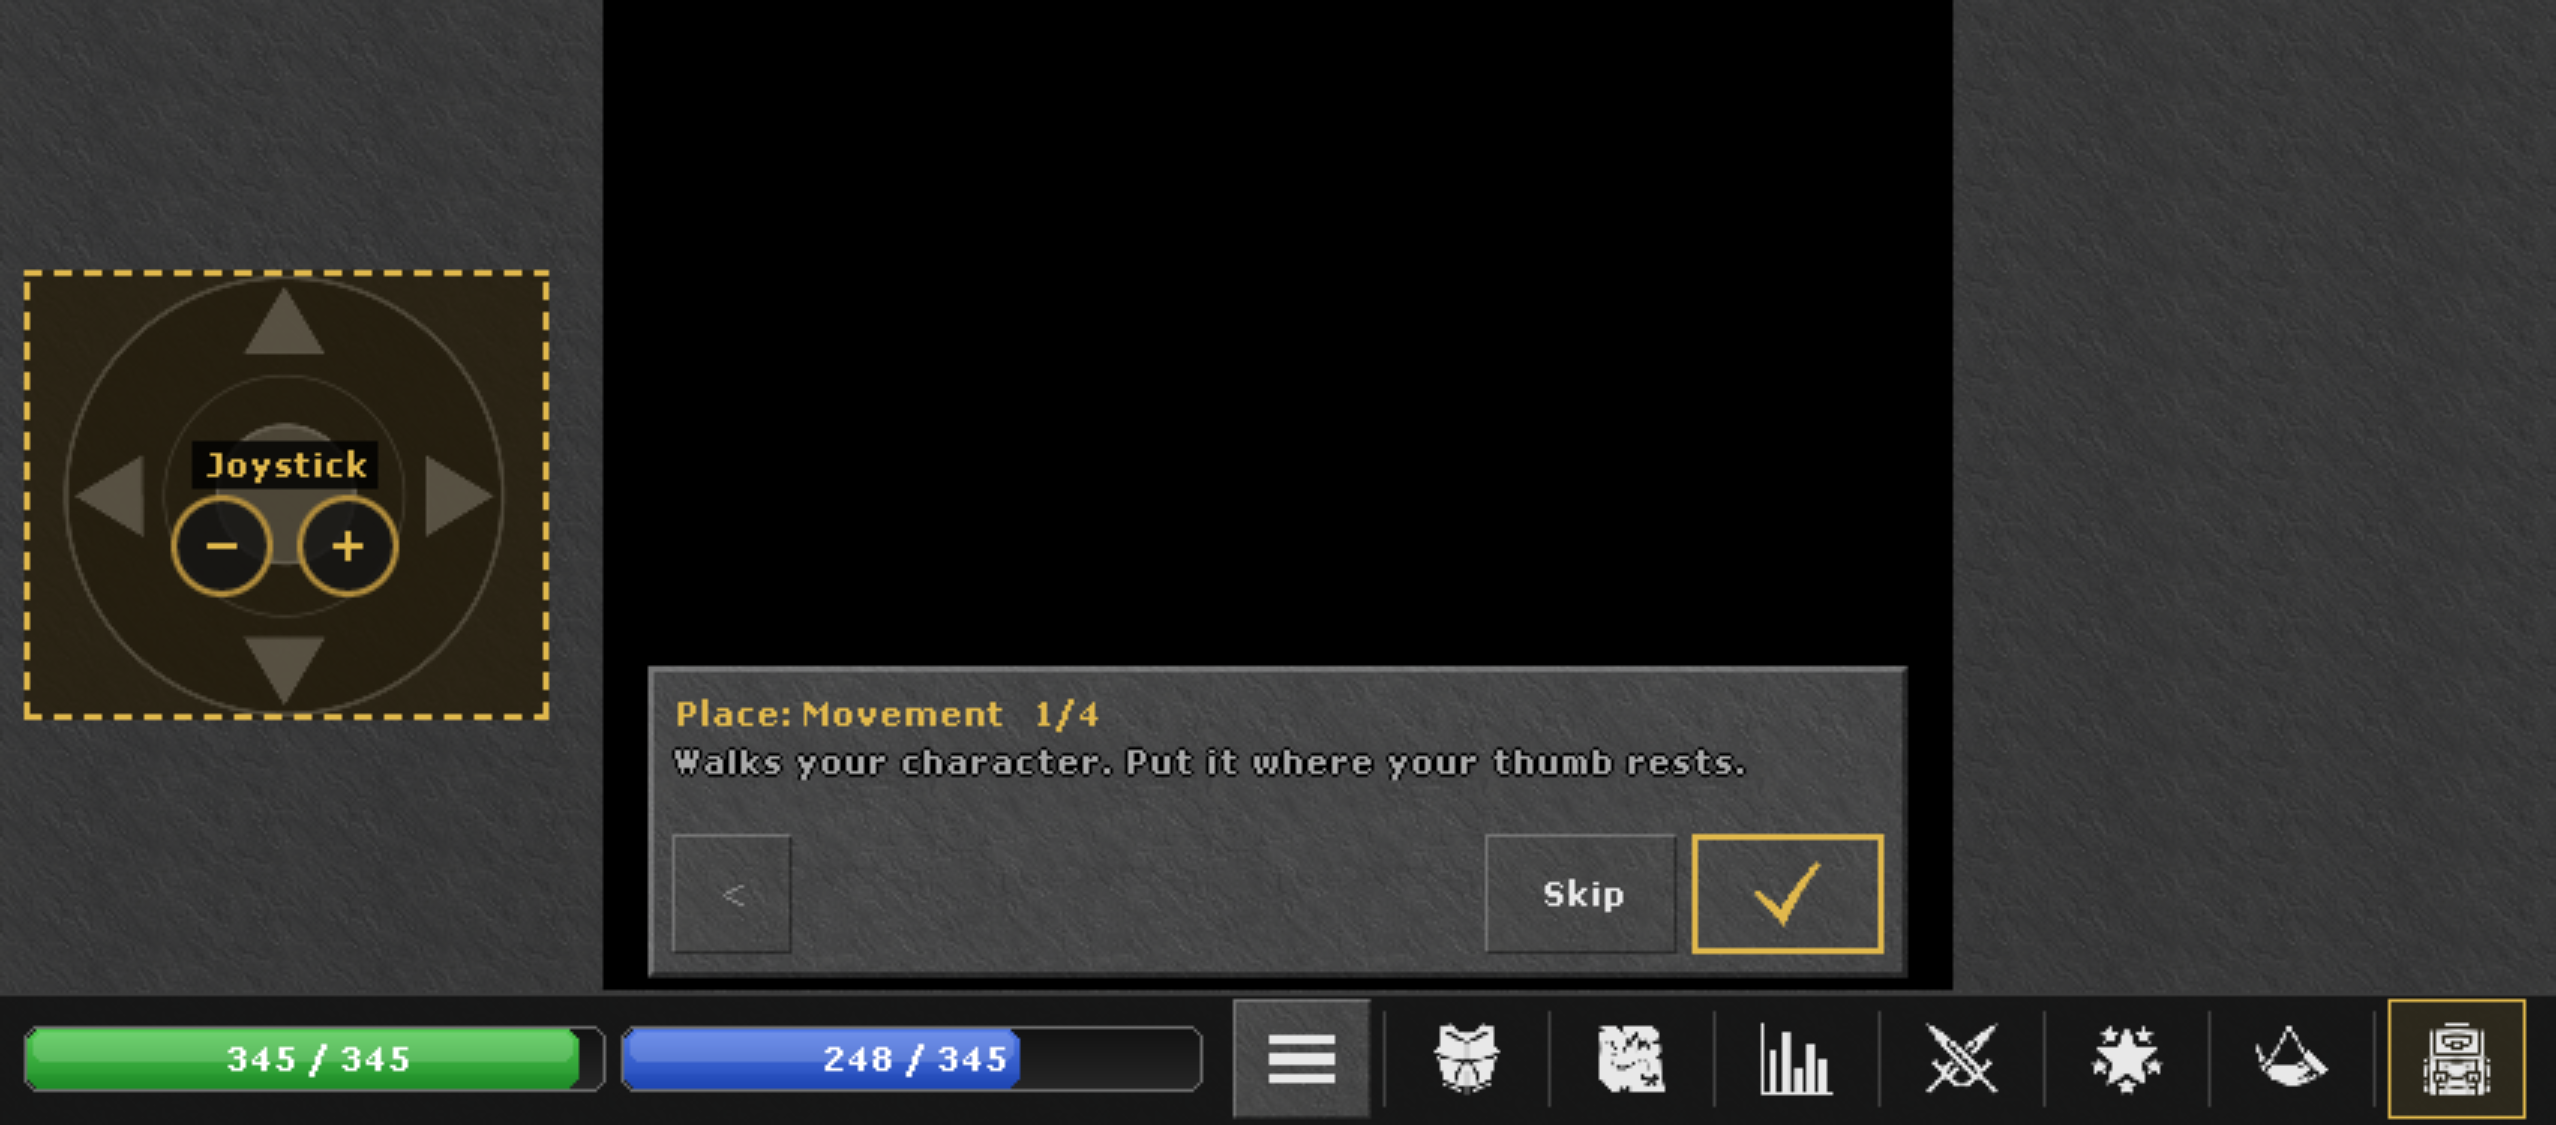 Joystick
− +
Place: Movement 1/4
Walks your character. Put it where your thumb rests.
< Skip
345 / 345 248 / 345